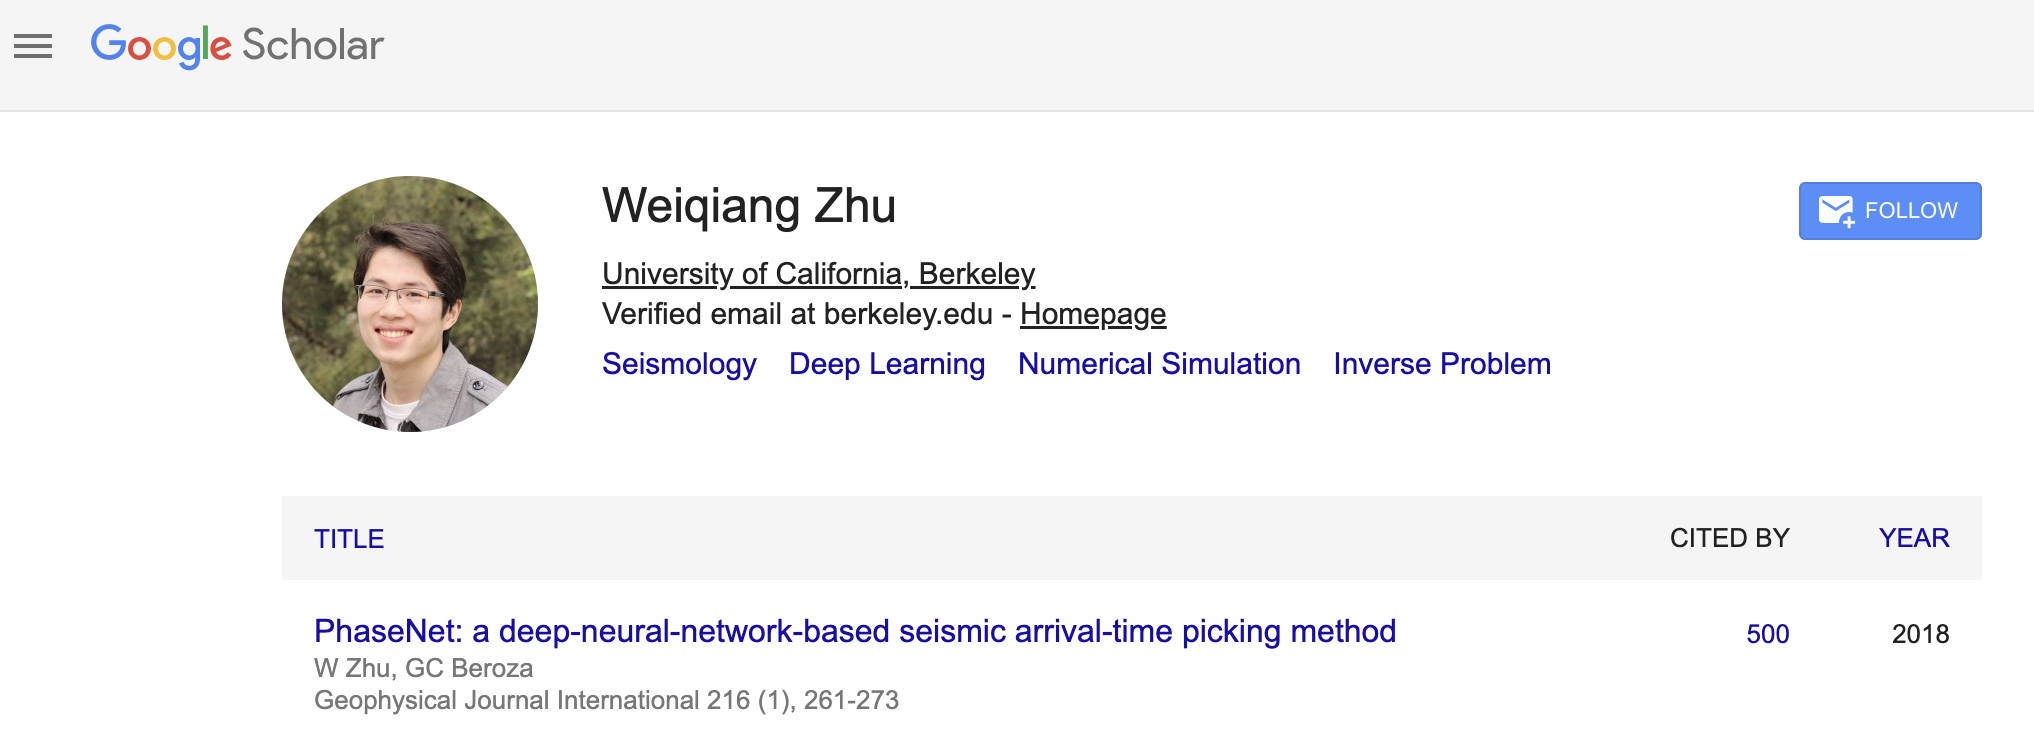 Google Scholar
Weiqiang Zhu
FOLLOW
University of California, Berkeley
Verified email at berkeley.edu - Homepage
Seismology Deep Learning Numerical Simulation Inverse Problem
TITLE CITED BY YEAR
PhaseNet: a deep-neural-network-based seismic arrival-time picking method 500 2018
W Zhu, GC Beroza
Geophysical Journal International 216 (1), 261-273